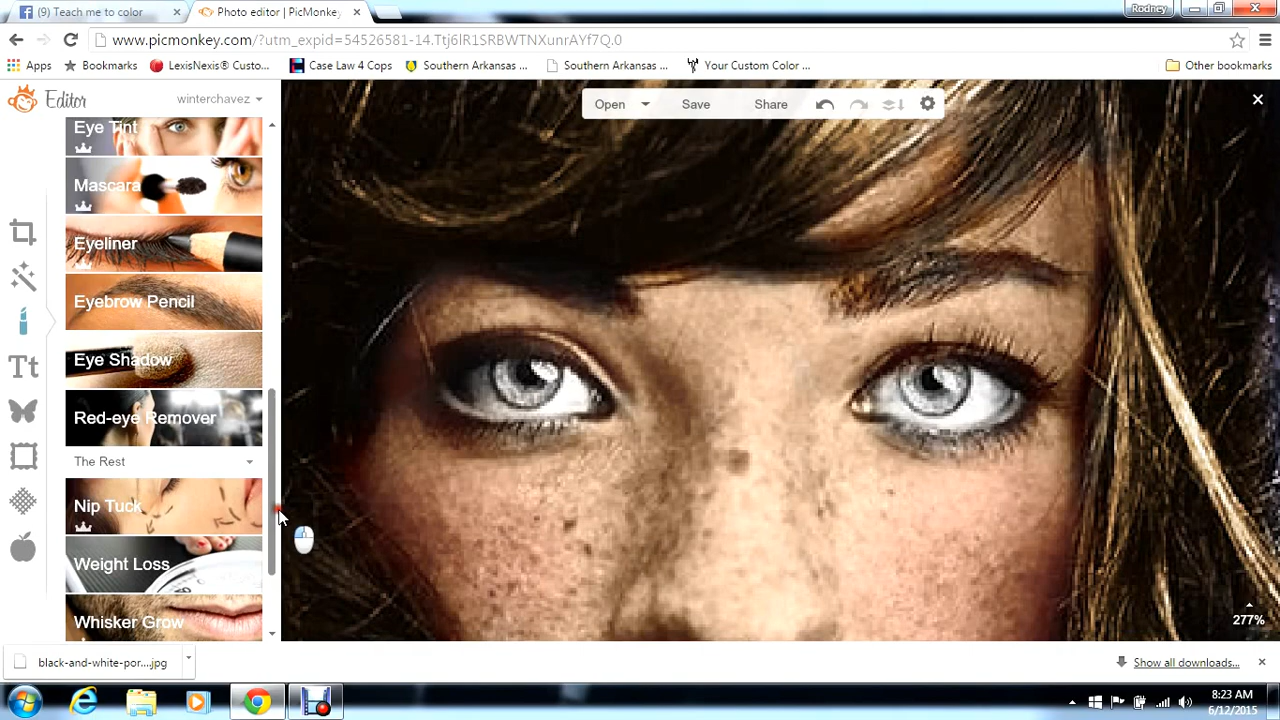 (9) Teach me to color
Photo editor | PicMonkey
Rodney
www.picmonkey.com/?utm_expid=54526581-14.Ttj6lR1SRBWTNXunrAYf7Q.0
Apps
Bookmarks
LexisNexis® Custo...
Case Law 4 Cops
Southern Arkansas ...
Southern Arkansas ...
Your Custom Color ...
Other bookmarks
Editor
winterchavez
Open
Save
Share
Eye Tint
Mascara
Eyeliner
Eyebrow Pencil
Eye Shadow
Red-eye Remover
The Rest
Nip Tuck
Weight Loss
Whisker Grow
Tt
277%
black-and-white-por....jpg
Show all downloads...
8:23 AM
6/12/2015